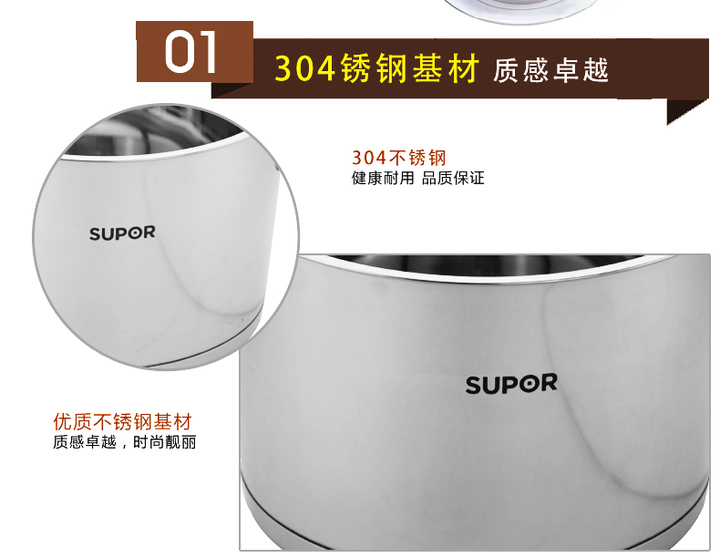 01
304锈钢基材 质感卓越
304不锈钢
健康耐用 品质保证
SUPOR
SUPOR
优质不锈钢基材
质感卓越，时尚靓丽